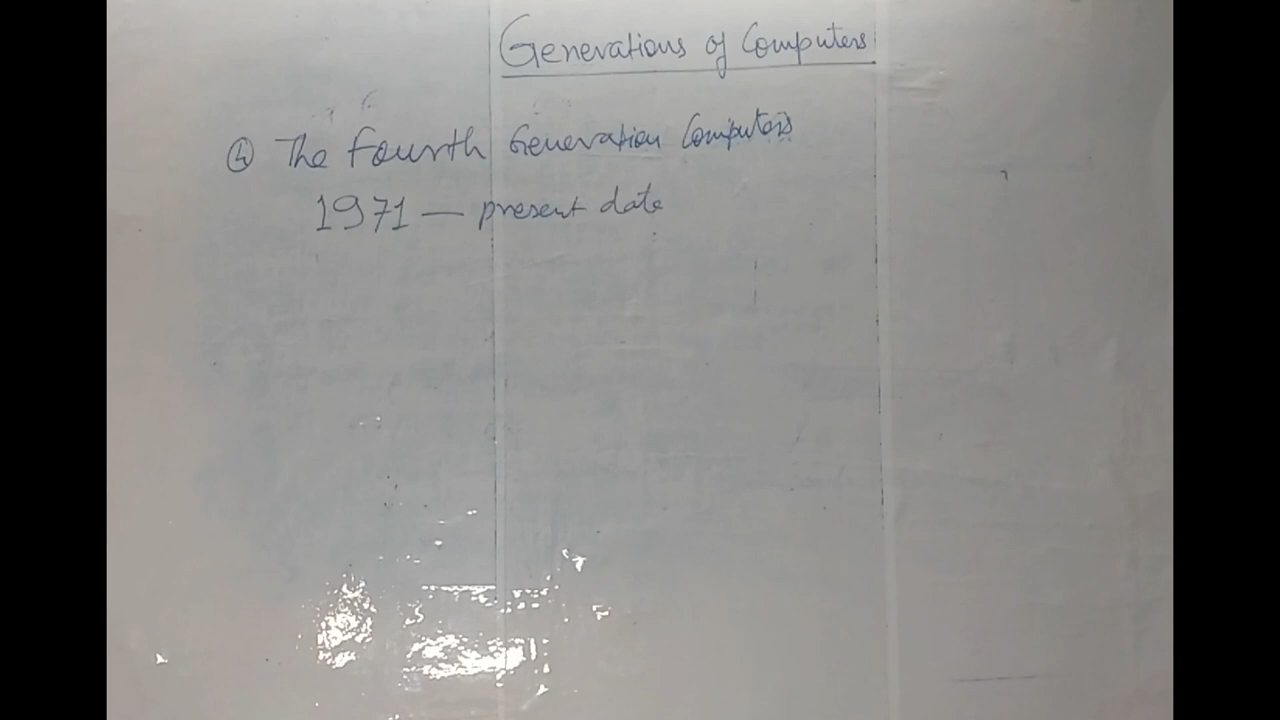 Generations of Computers
④ The Fourth Generation Computers
1971 — present date